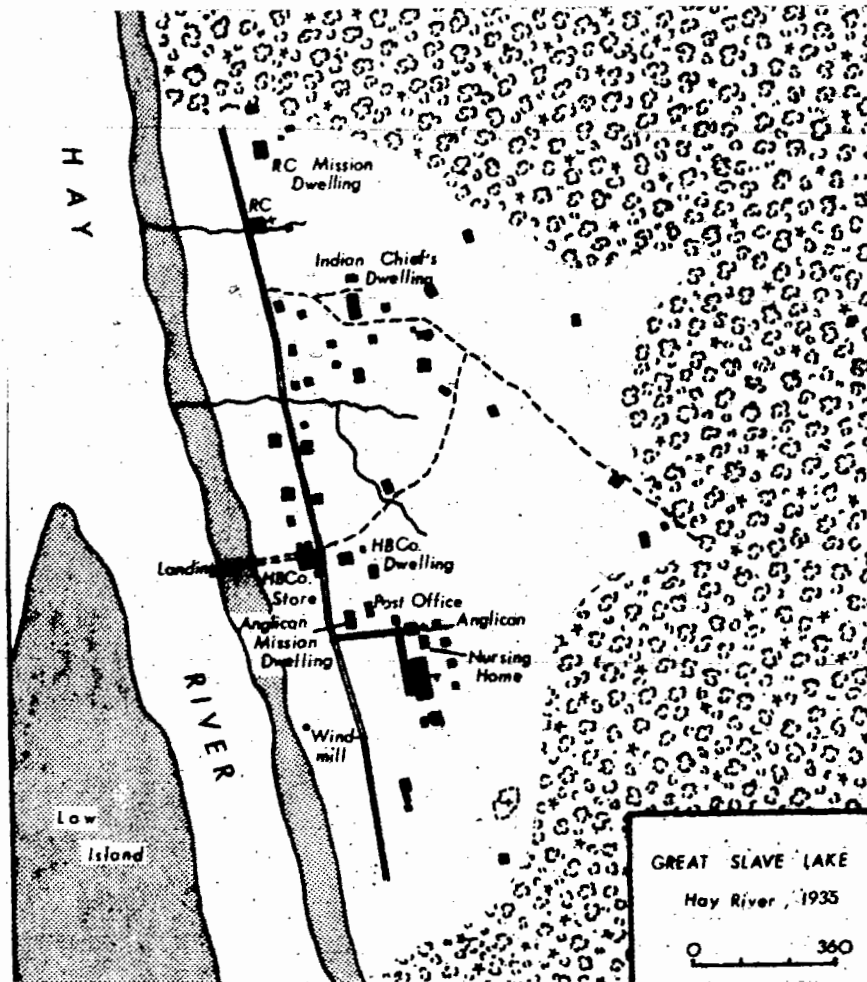 HAY
RC Mission
Dwelling
RC
Indian Chief's
Dwelling
Landing
HBCo.
Store
HBCo.
Dwelling
Post Office
Anglican
Mission
Dwelling
Anglican
Nursing
Home
RIVER
Wind-
mill
Low
Island
GREAT SLAVE LAKE
Hay River, 1935
0 360